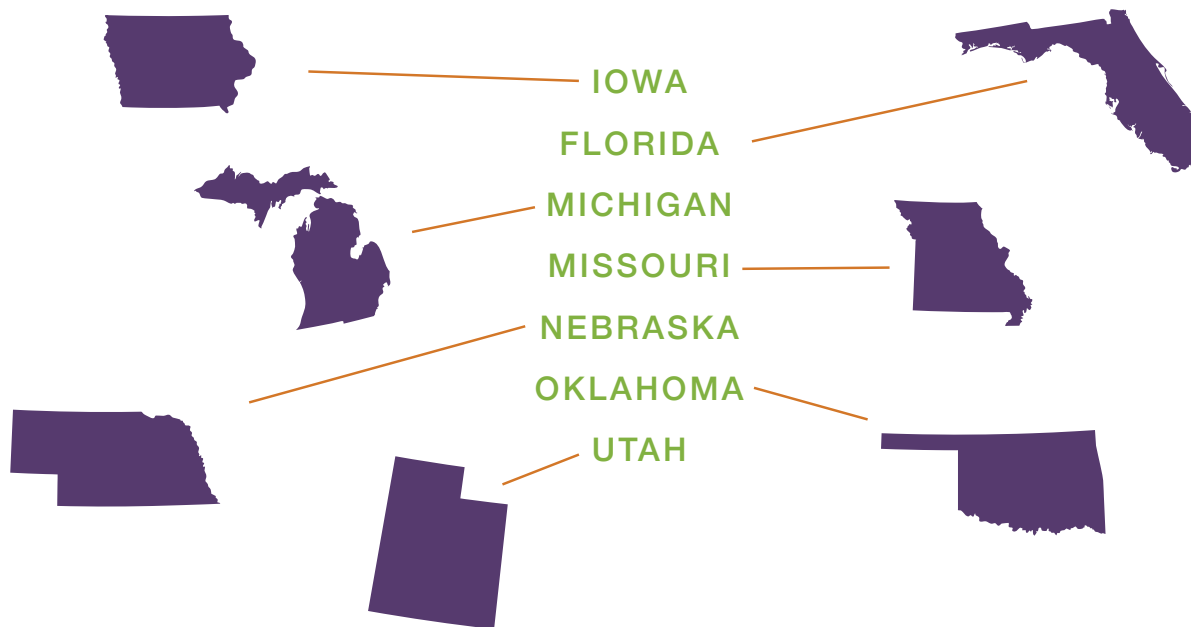 IOWA
FLORIDA
MICHIGAN
MISSOURI
NEBRASKA
OKLAHOMA
UTAH